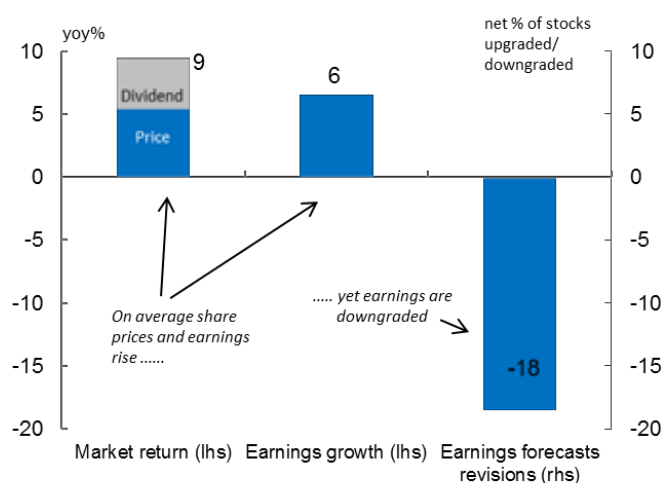 yoy%
net % of stocks
upgraded/
downgraded
10
5
0
-5
-10
-15
-20
10
5
0
-5
-10
-15
-20
9
Dividend
Price
6
-18
On average share
prices and earnings
rise ......
..... yet earnings are
downgraded
Market return (lhs)
Earnings growth (lhs)
Earnings forecasts
revisions (rhs)